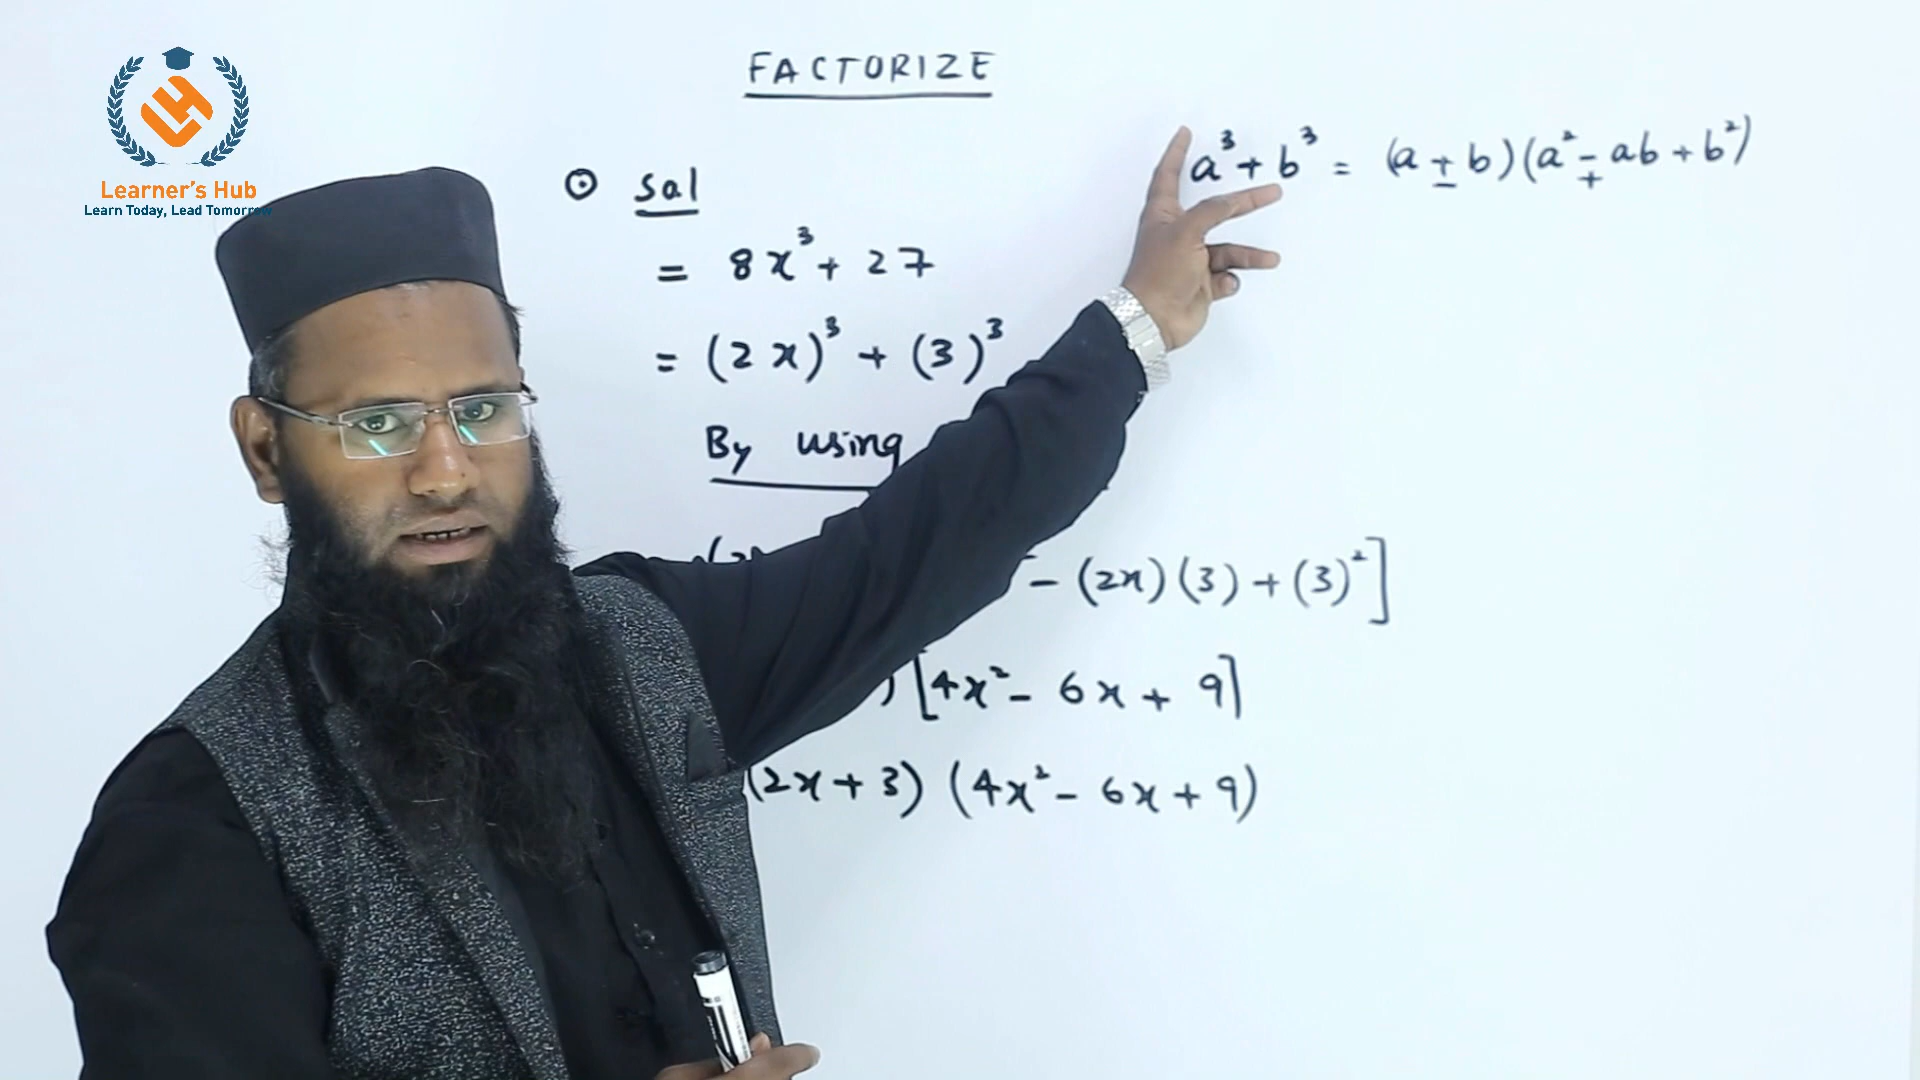 Learner's Hub
Learn Today, Lead Tomorrow
FACTORIZE
a³ + b³ = (a ± b)(a² ∓ ab + b²)
⊙ sol
= 8x³ + 27
= (2x)³ + (3)³
By using
- (2x)(3) + (3)²]
) [4x² - 6x + 9]
(2x + 3) (4x² - 6x + 9)